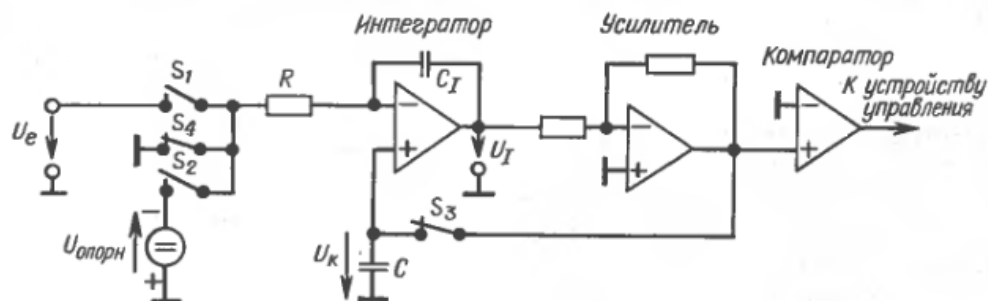 Интегратор
Усилитель
Компаратор
К устройству
управления
S1
R
CI
S4
Ue
S2
UI
S3
Uопорн
Uк
C